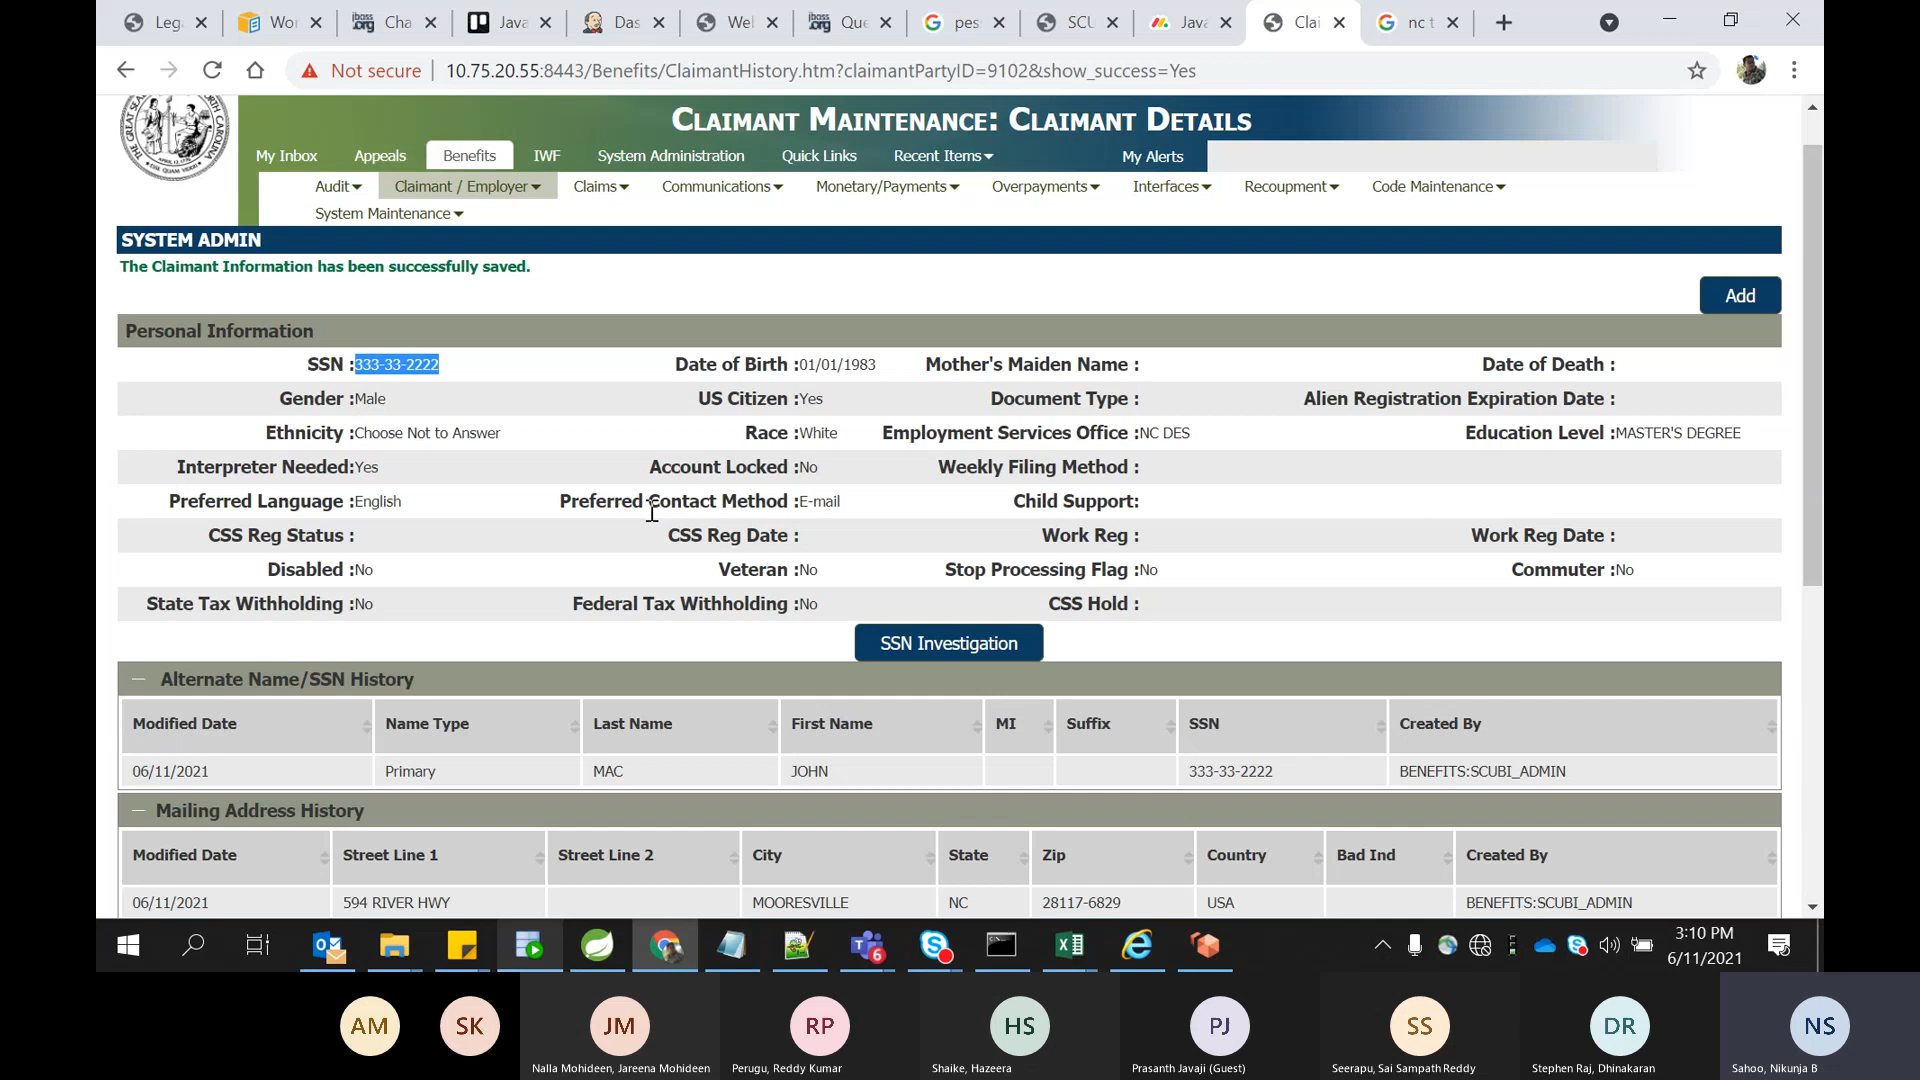 Leg
Wor
Cha
Java
Das
Wel
Que
pes
SCU
Java
Clai
nc t
Not secure
10.75.20.55:8443/Benefits/ClaimantHistory.htm?claimantPartyID=9102&show_success=Yes
CLAIMANT MAINTENANCE: CLAIMANT DETAILS
My Inbox Appeals Benefits IWF System Administration Quick Links Recent Items My Alerts
Audit Claimant / Employer Claims Communications Monetary/Payments Overpayments Interfaces Recoupment Code Maintenance
System Maintenance
SYSTEM ADMIN
The Claimant Information has been successfully saved.
Add
Personal Information
SSN :333-33-2222 Date of Birth :01/01/1983 Mother's Maiden Name : Date of Death :
Gender :Male US Citizen :Yes Document Type : Alien Registration Expiration Date :
Ethnicity :Choose Not to Answer Race :White Employment Services Office :NC DES Education Level :MASTER'S DEGREE
Interpreter Needed:Yes Account Locked :No Weekly Filing Method :
Preferred Language :English Preferred Contact Method :E-mail Child Support:
CSS Reg Status : CSS Reg Date : Work Reg : Work Reg Date :
Disabled :No Veteran :No Stop Processing Flag :No Commuter :No
State Tax Withholding :No Federal Tax Withholding :No CSS Hold :
SSN Investigation
Alternate Name/SSN History
Modified Date Name Type Last Name First Name MI Suffix SSN Created By
06/11/2021 Primary MAC JOHN 333-33-2222 BENEFITS:SCUBI_ADMIN
Mailing Address History
Modified Date Street Line 1 Street Line 2 City State Zip Country Bad Ind Created By
06/11/2021 594 RIVER HWY MOORESVILLE NC 28117-6829 USA BENEFITS:SCUBI_ADMIN
3:10 PM
6/11/2021
AM SK JM RP HS PJ SS DR NS
Nalla Mohideen, Jareena Mohideen
Perugu, Reddy Kumar
Shaike, Hazeera
Prasanth Javaji (Guest)
Seerapu, Sai Sampath Reddy
Stephen Raj, Dhinakaran
Sahoo, Nikunja B